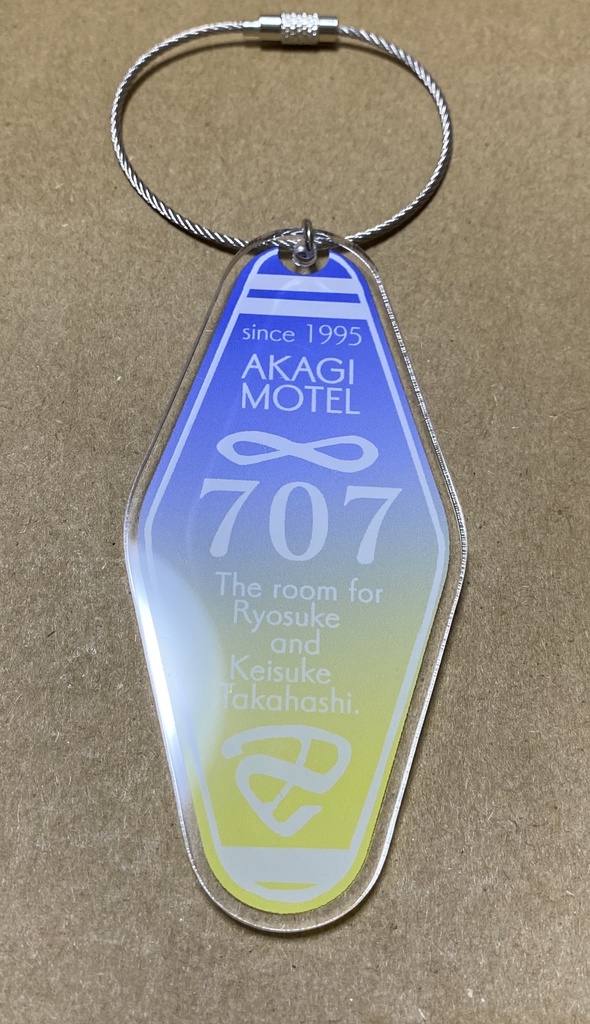 since 1995
AKAGI
MOTEL
707
The room for
Ryosuke
and
Keisuke
Takahashi.